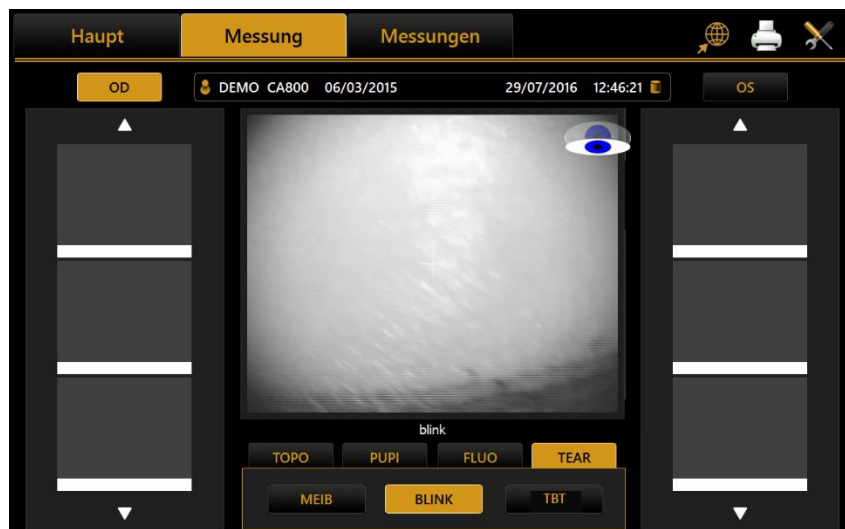 Haupt Messung Messungen
OD DEMO CA800 06/03/2015 29/07/2016 12:46:21 OS
blink
TOPO PUPI FLUO TEAR
MEIB BLINK TBT